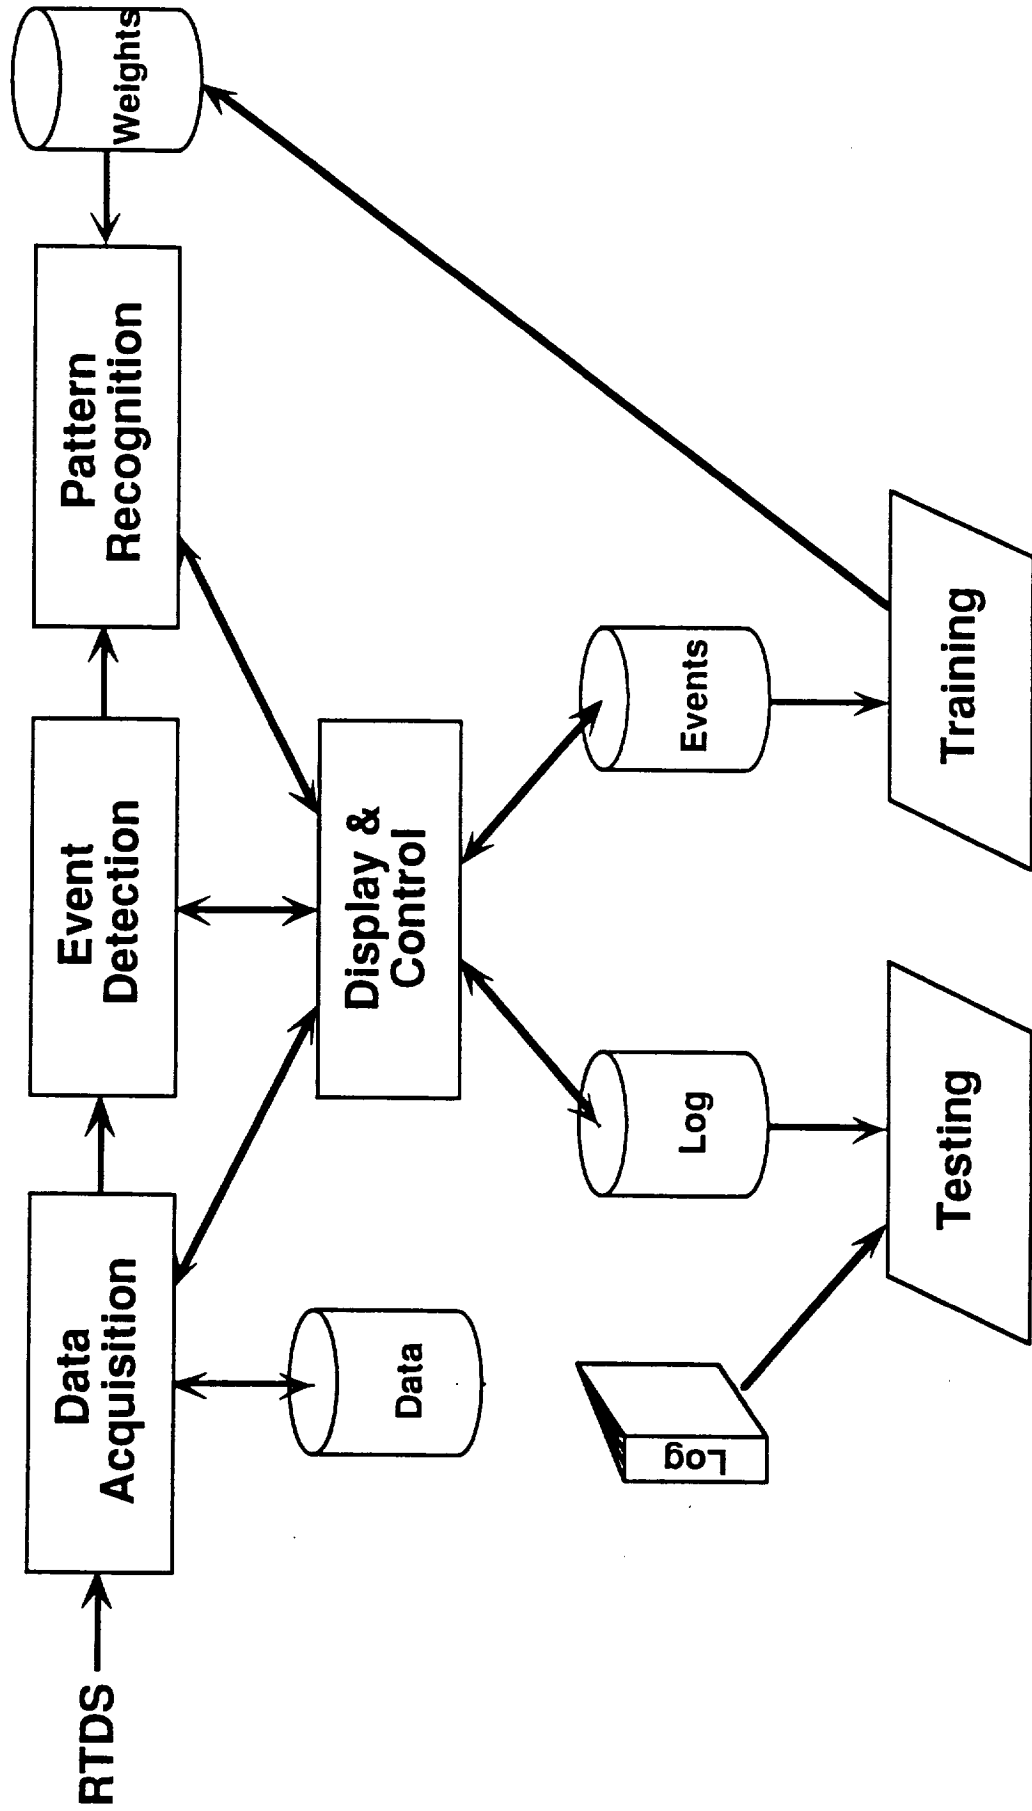 RTDS
Data
Acquisition
Event
Detection
Pattern
Recognition
Weights
Data
Display &
Control
Log
Log
Events
Testing
Training